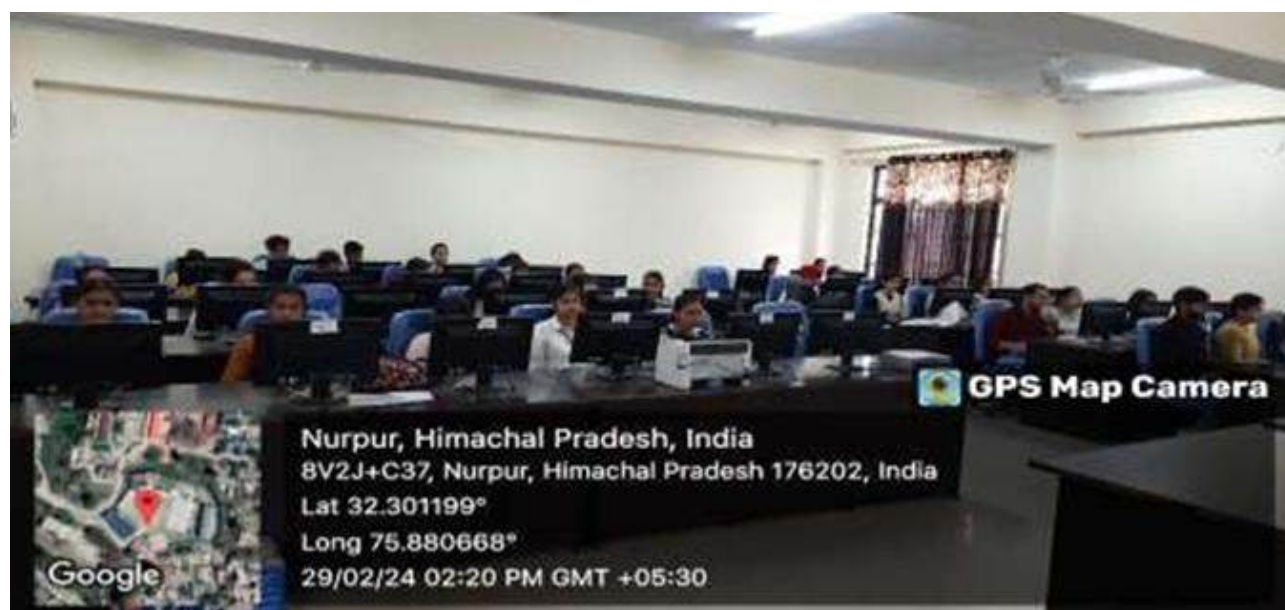 GPS Map Camera
Nurpur, Himachal Pradesh, India
8V2J+C37, Nurpur, Himachal Pradesh 176202, India
Lat 32.301199°
Long 75.880668°
29/02/24 02:20 PM GMT +05:30
Google